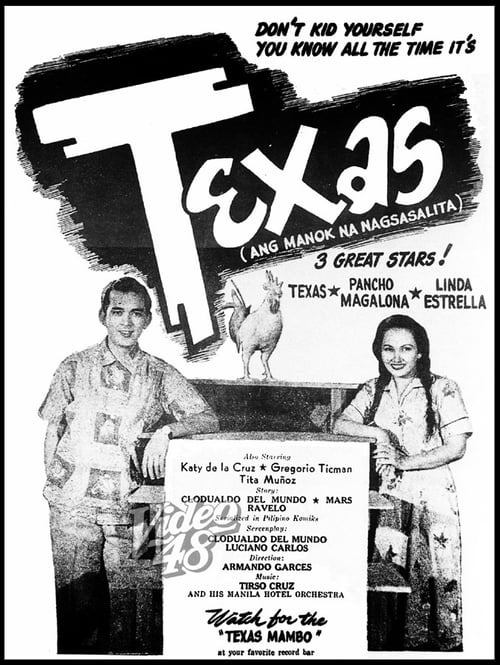 DON'T KID YOURSELF
YOU KNOW ALL THE TIME IT'S
TEXAS
(ANG MANOK NA NAGSASALITA)
3 GREAT STARS!
TEXAS ★ PANCHO MAGALONA ★ LINDA ESTRELLA
Also Starring
Katy de la Cruz ★ Gregorio Ticman
Tita Muñoz
Story:
CLODUALDO DEL MUNDO ★ MARS
RAVELO
Serialized in Pilipino Komiks
Screenplay:
CLODUALDO DEL MUNDO
LUCIANO CARLOS
Direction:
ARMANDO GARCES
Music:
TIRSO CRUZ
AND HIS MANILA HOTEL ORCHESTRA
Watch for the
"TEXAS MAMBO"
at your favorite record bar
Video
48